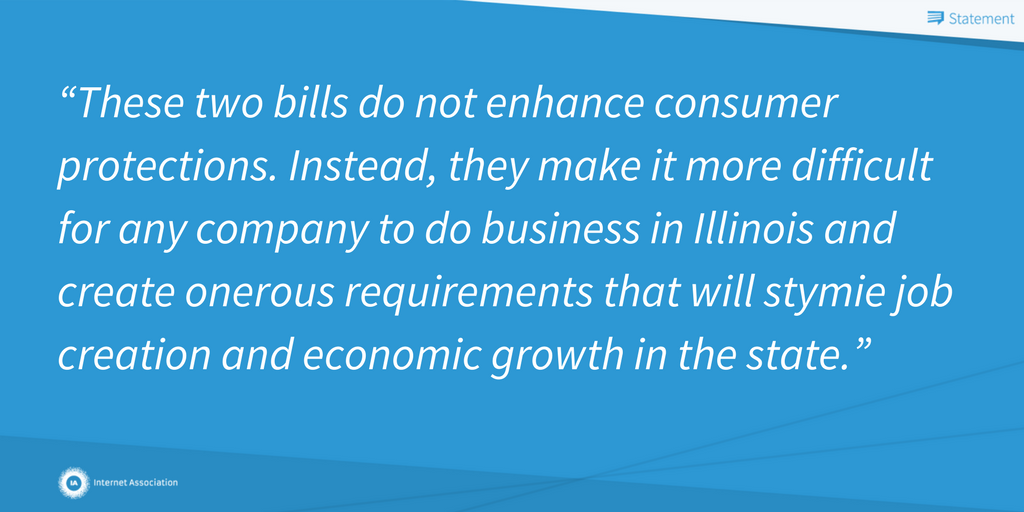 Statement
“These two bills do not enhance consumer
protections. Instead, they make it more difficult
for any company to do business in Illinois and
create onerous requirements that will stymie job
creation and economic growth in the state.”
IA Internet Association